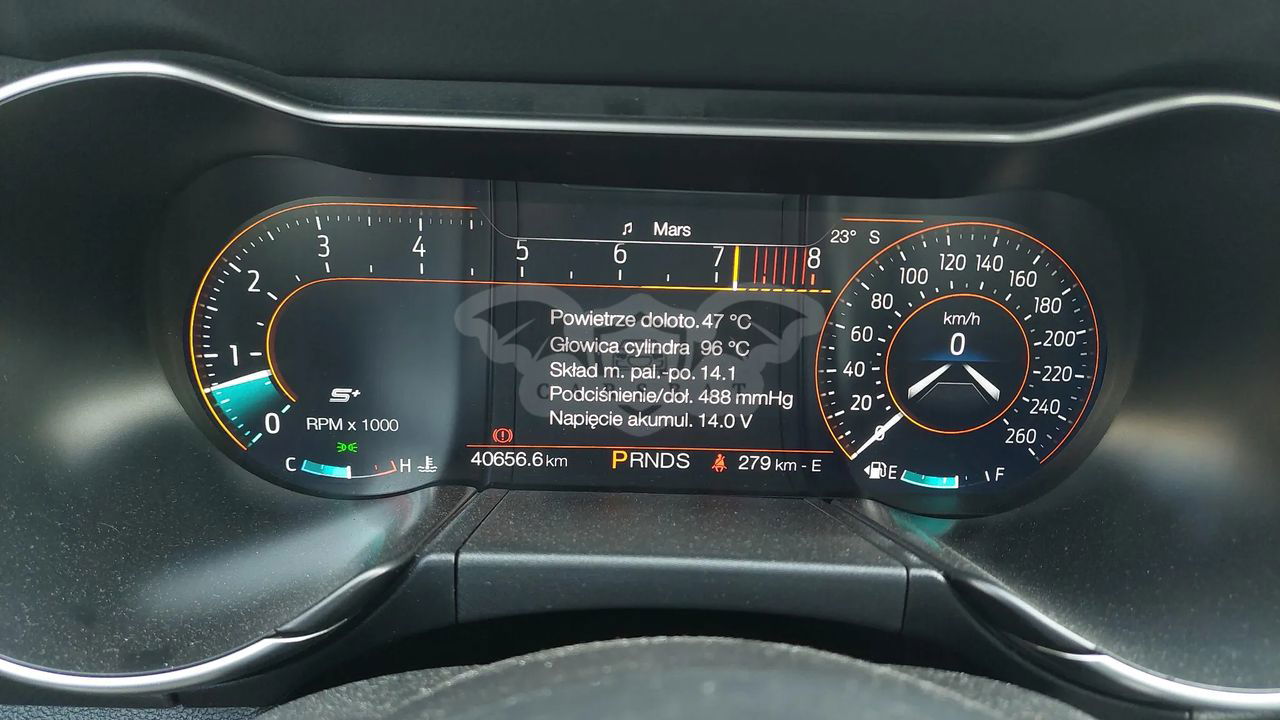 ♫ Mars
23° S
0 1 2 3 4 5 6 7 8
S+
RPM x 1000
C H
Powietrze doloto. 47 °C
Głowica cylindra 96 °C
Skład m. pal.-po. 14.1
Podciśnienie/doł. 488 mmHg
Napięcie akumul. 14.0 V
40656.6 km
PRNDS
279 km - E
0 20 40 60 80 100 120 140 160 180 200 220 240 260
km/h
0
E F